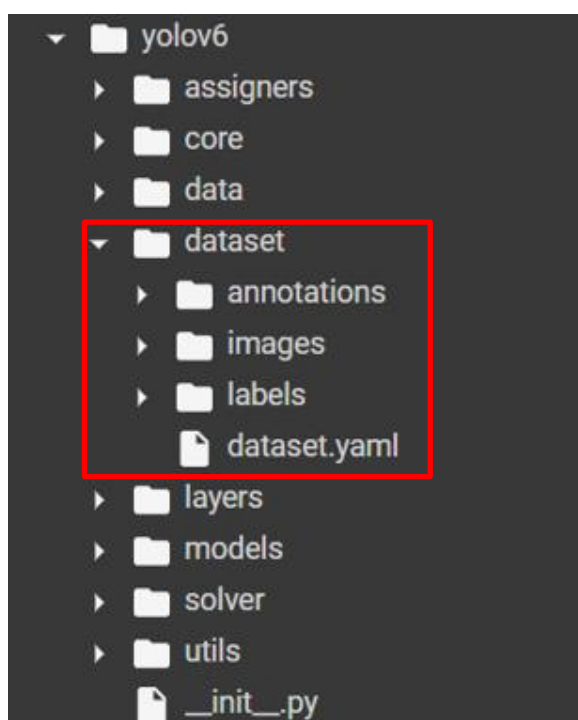 yolov6
assigners
core
data
dataset
annotations
images
labels
dataset.yaml
layers
models
solver
utils
__init__.py